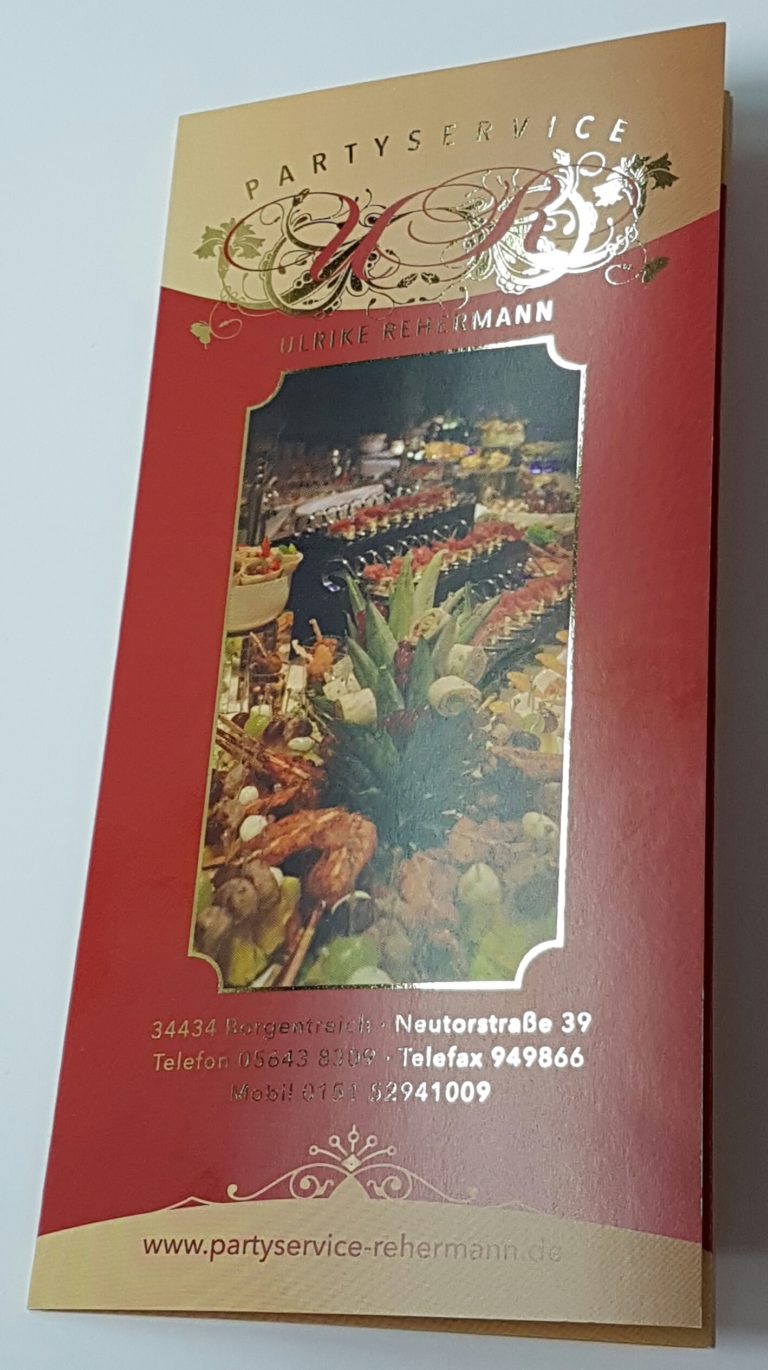 PARTYSERVICE
UR
ULRIKE REHERMANN
34434 Borgentreich · Neutorstraße 39
Telefon 05643 8309 · Telefax 949866
Mobil 0151 52941009
www.partyservice-rehermann.de